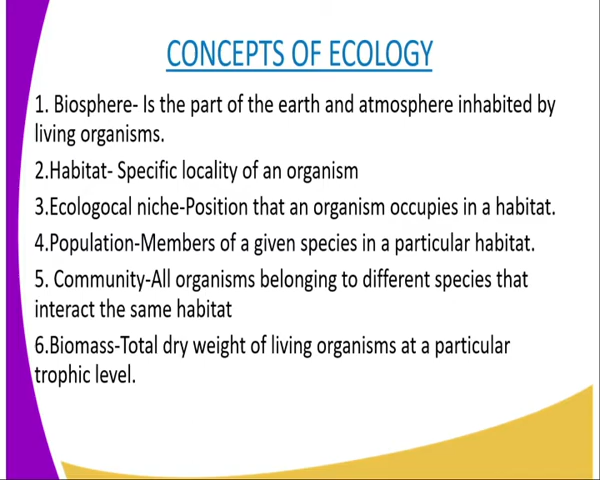 CONCEPTS OF ECOLOGY
1. Biosphere- Is the part of the earth and atmosphere inhabited by
living organisms.
2.Habitat- Specific locality of an organism
3.Ecologocal niche-Position that an organism occupies in a habitat.
4.Population-Members of a given species in a particular habitat.
5. Community-All organisms belonging to different species that
interact the same habitat
6.Biomass-Total dry weight of living organisms at a particular
trophic level.